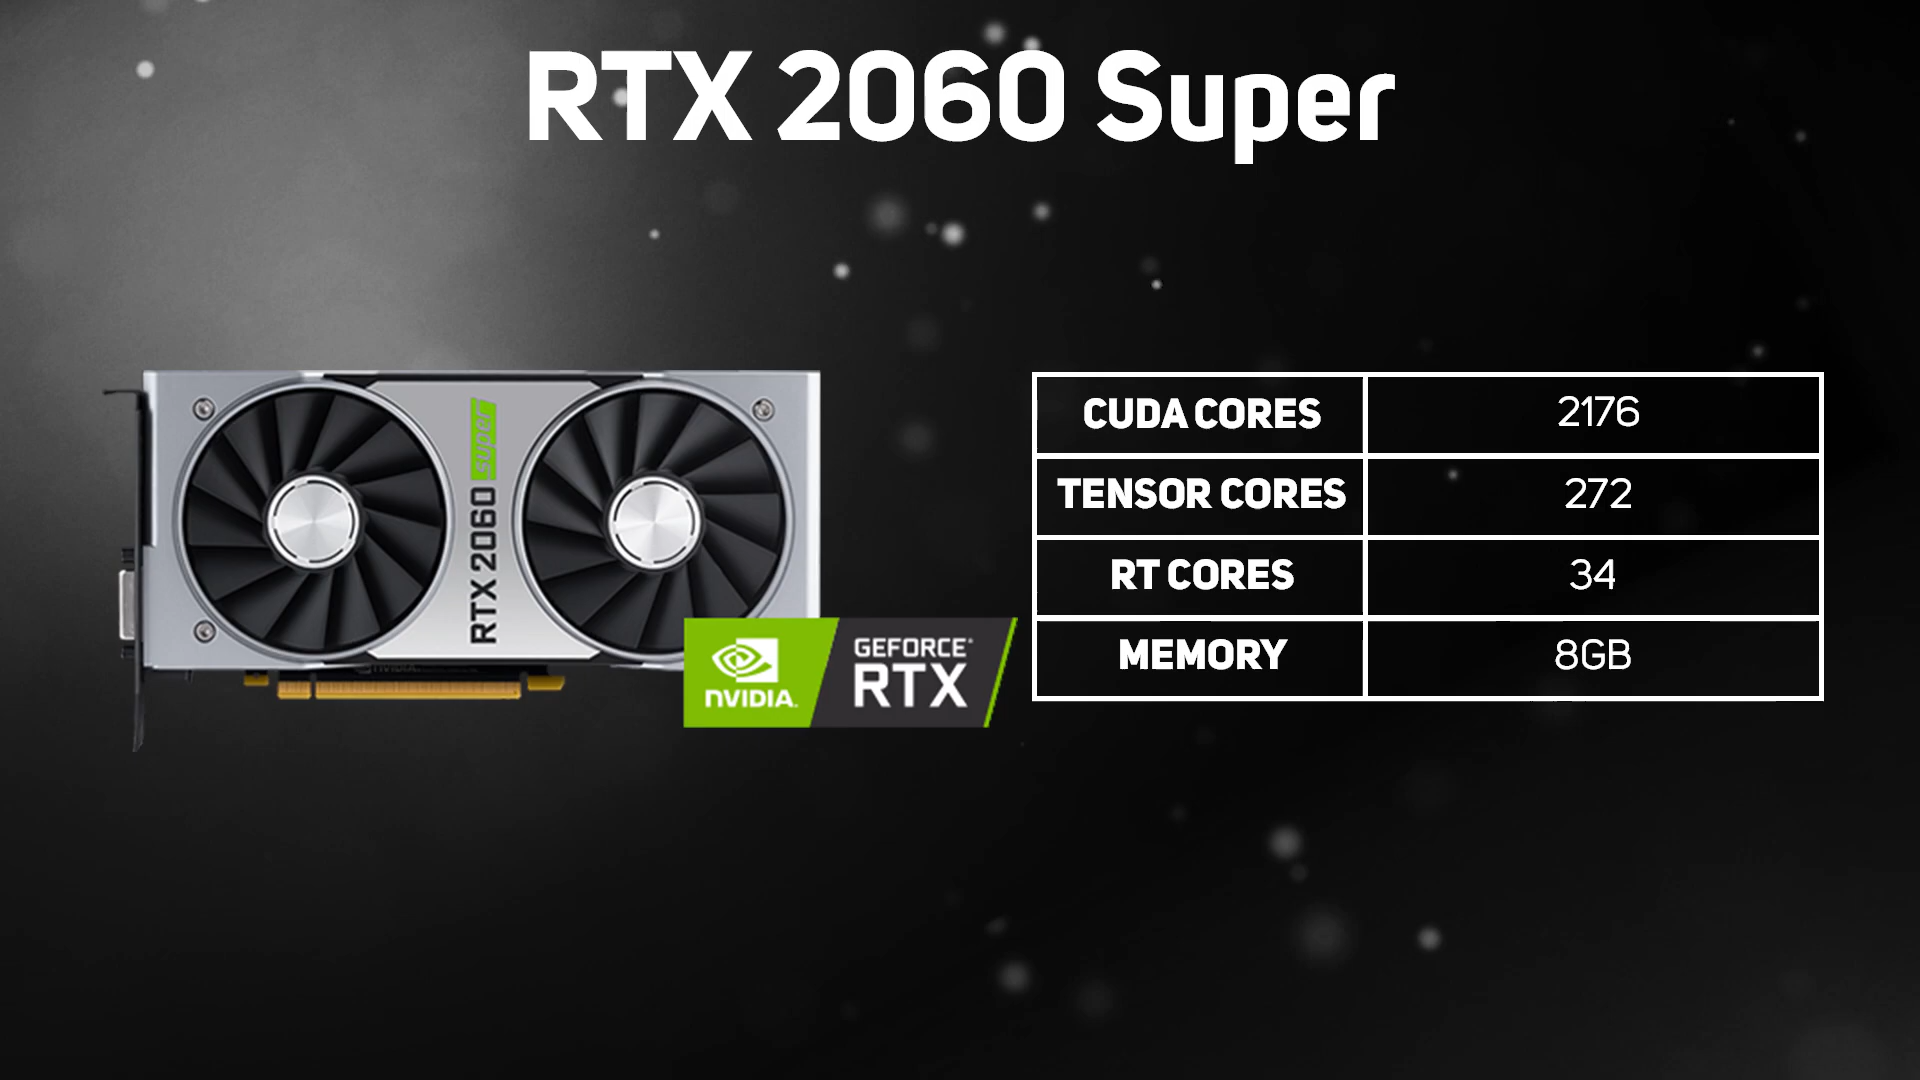 RTX 2060 Super
RTX 2060 SUPER
NVIDIA.
NVIDIA.
GEFORCE®
RTX
CUDA CORES 2176
TENSOR CORES 272
RT CORES 34
MEMORY 8GB